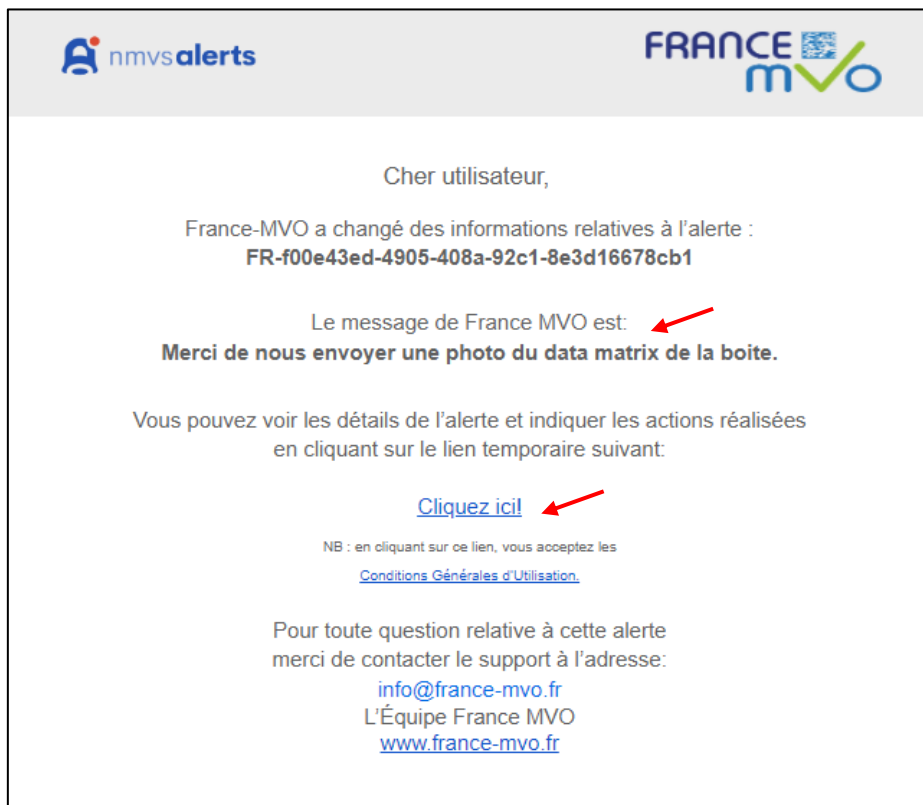 nmvsalerts
FRANCE
mvo
Cher utilisateur,
France-MVO a changé des informations relatives à l'alerte :
FR-f00e43ed-4905-408a-92c1-8e3d16678cb1
Le message de France MVO est:
Merci de nous envoyer une photo du data matrix de la boite.
Vous pouvez voir les détails de l'alerte et indiquer les actions réalisées
en cliquant sur le lien temporaire suivant:
Cliquez ici!
NB : en cliquant sur ce lien, vous acceptez les
Conditions Générales d'Utilisation.
Pour toute question relative à cette alerte
merci de contacter le support à l'adresse:
info@france-mvo.fr
L'Équipe France MVO
www.france-mvo.fr